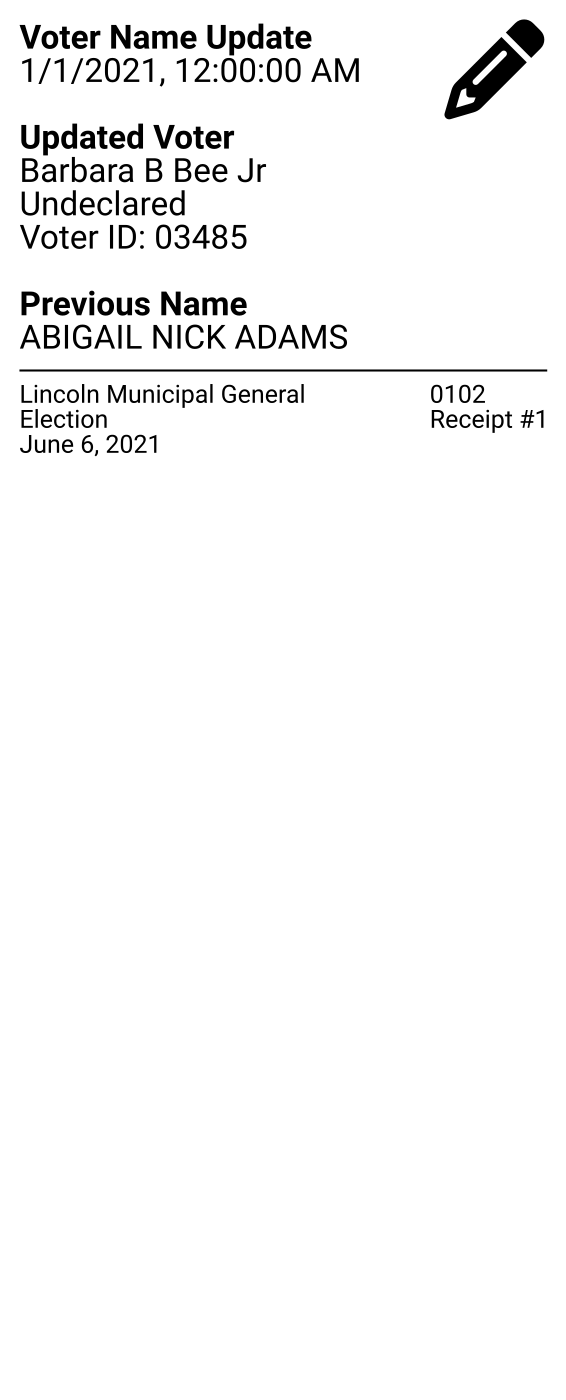 Voter Name Update
1/1/2021, 12:00:00 AM
Updated Voter
Barbara B Bee Jr
Undeclared
Voter ID: 03485
Previous Name
ABIGAIL NICK ADAMS
Lincoln Municipal General
Election
June 6, 2021
0102
Receipt #1